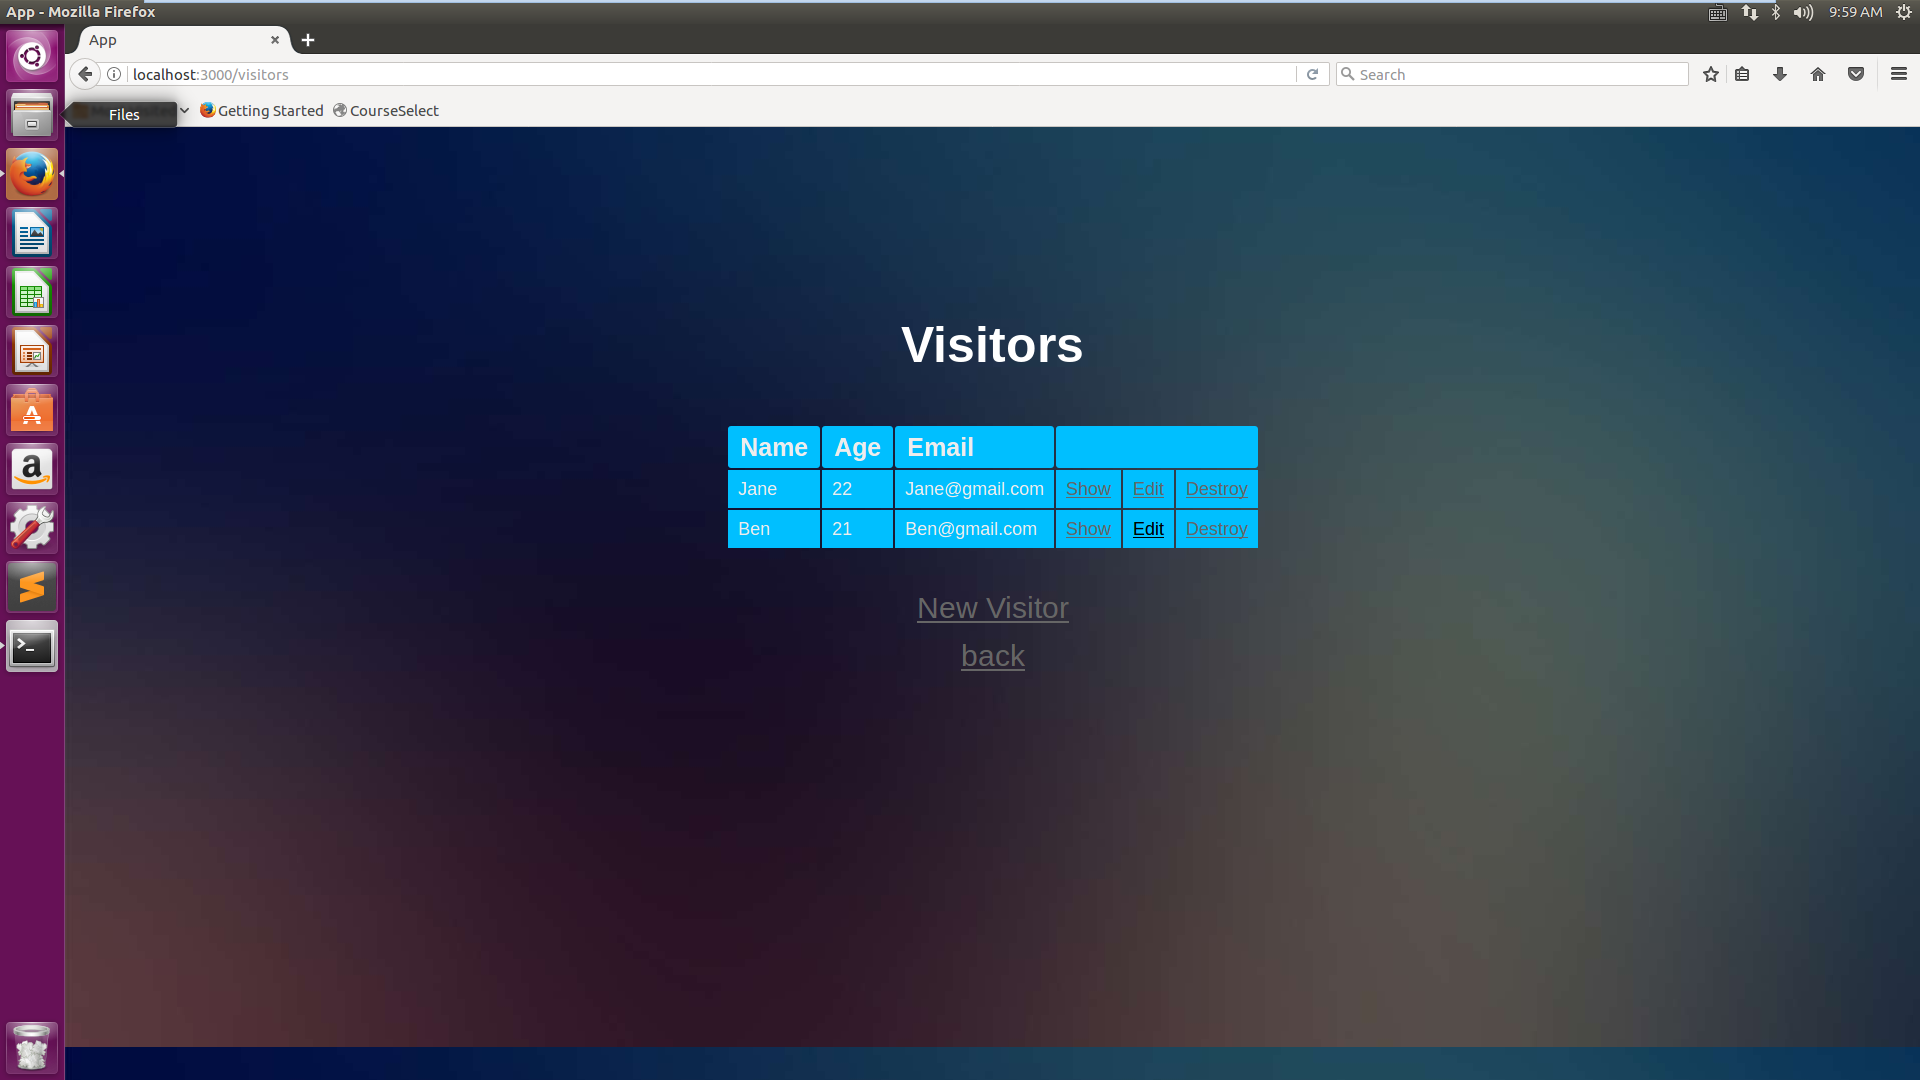 App - Mozilla Firefox
9:59 AM
App
localhost:3000/visitors
Search
Files
Getting Started
CourseSelect
Visitors
Name Age Email
Jane 22 Jane@gmail.com Show Edit Destroy
Ben 21 Ben@gmail.com Show Edit Destroy
New Visitor
back